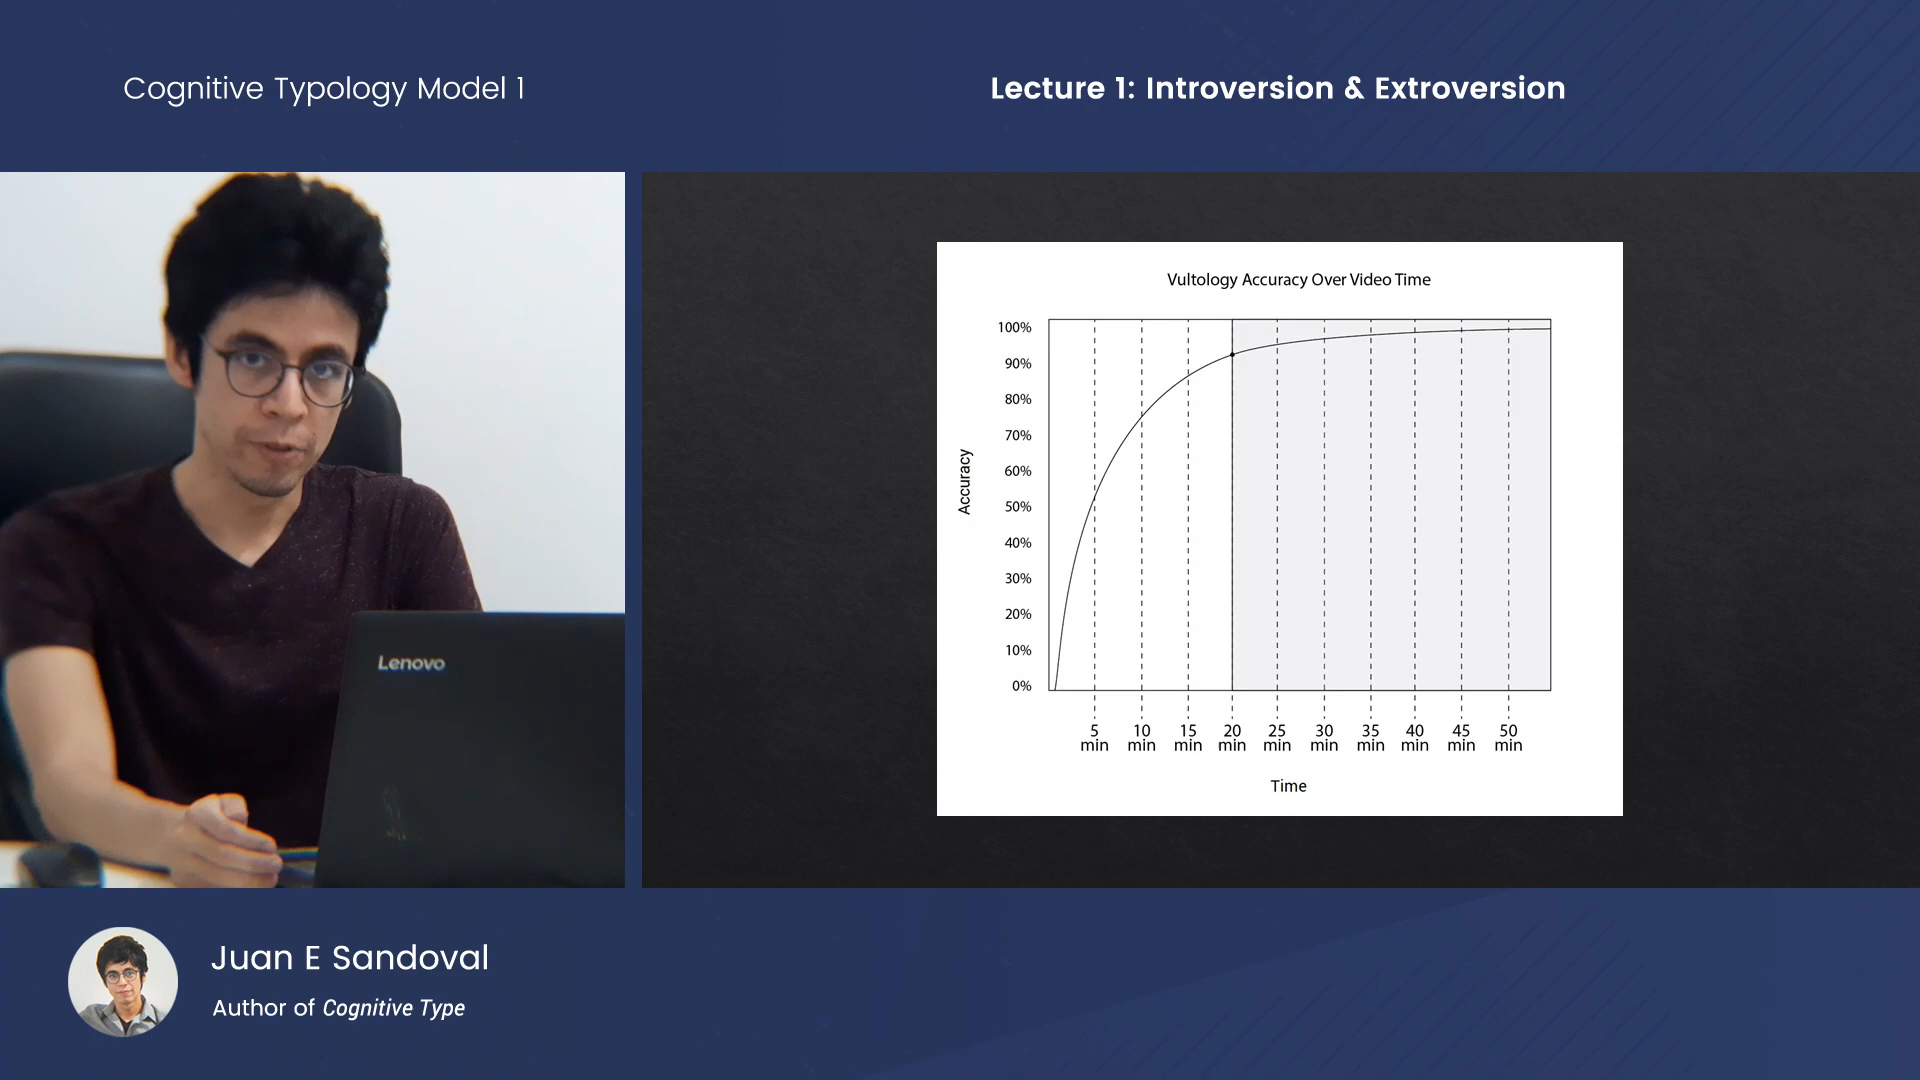 Cognitive Typology Model 1
Lecture 1: Introversion & Extroversion
Lenovo
Vultology Accuracy Over Video Time
100%
90%
80%
70%
60%
50%
40%
30%
20%
10%
0%
Accuracy
5 10 15 20 25 30 35 40 45 50
min min min min min min min min min min
Time
Juan E Sandoval
Author of Cognitive Type